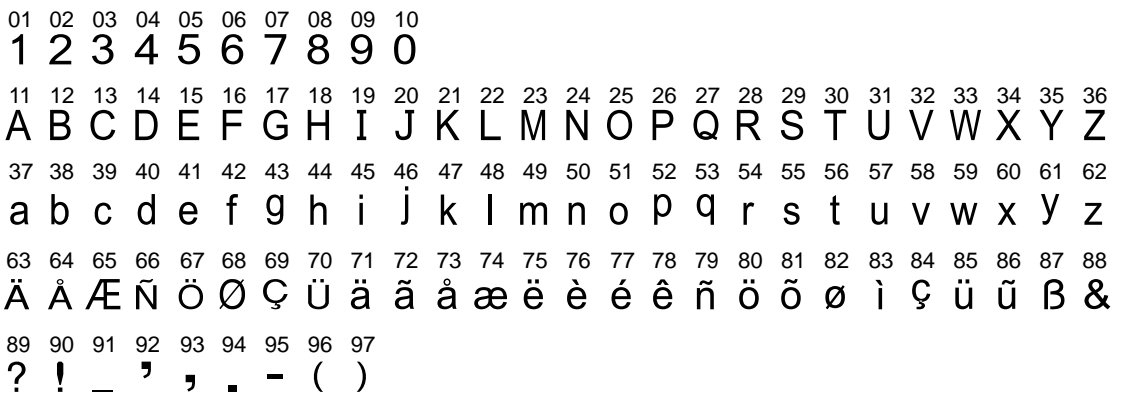 01 02 03 04 05 06 07 08 09 10
1 2 3 4 5 6 7 8 9 0
11 12 13 14 15 16 17 18 19 20 21 22 23 24 25 26 27 28 29 30 31 32 33 34 35 36
A B C D E F G H I J K L M N O P Q R S T U V W X Y Z
37 38 39 40 41 42 43 44 45 46 47 48 49 50 51 52 53 54 55 56 57 58 59 60 61 62
a b c d e f g h i j k l m n o p q r s t u v w x y z
63 64 65 66 67 68 69 70 71 72 73 74 75 76 77 78 79 80 81 82 83 84 85 86 87 88
Ä Å Æ Ñ Ö Ø Ç Ü ä ã å æ ë è é ê ñ ö õ ø ì ç ü ũ ß &
89 90 91 92 93 94 95 96 97
? ! _ ’ , . - ( )